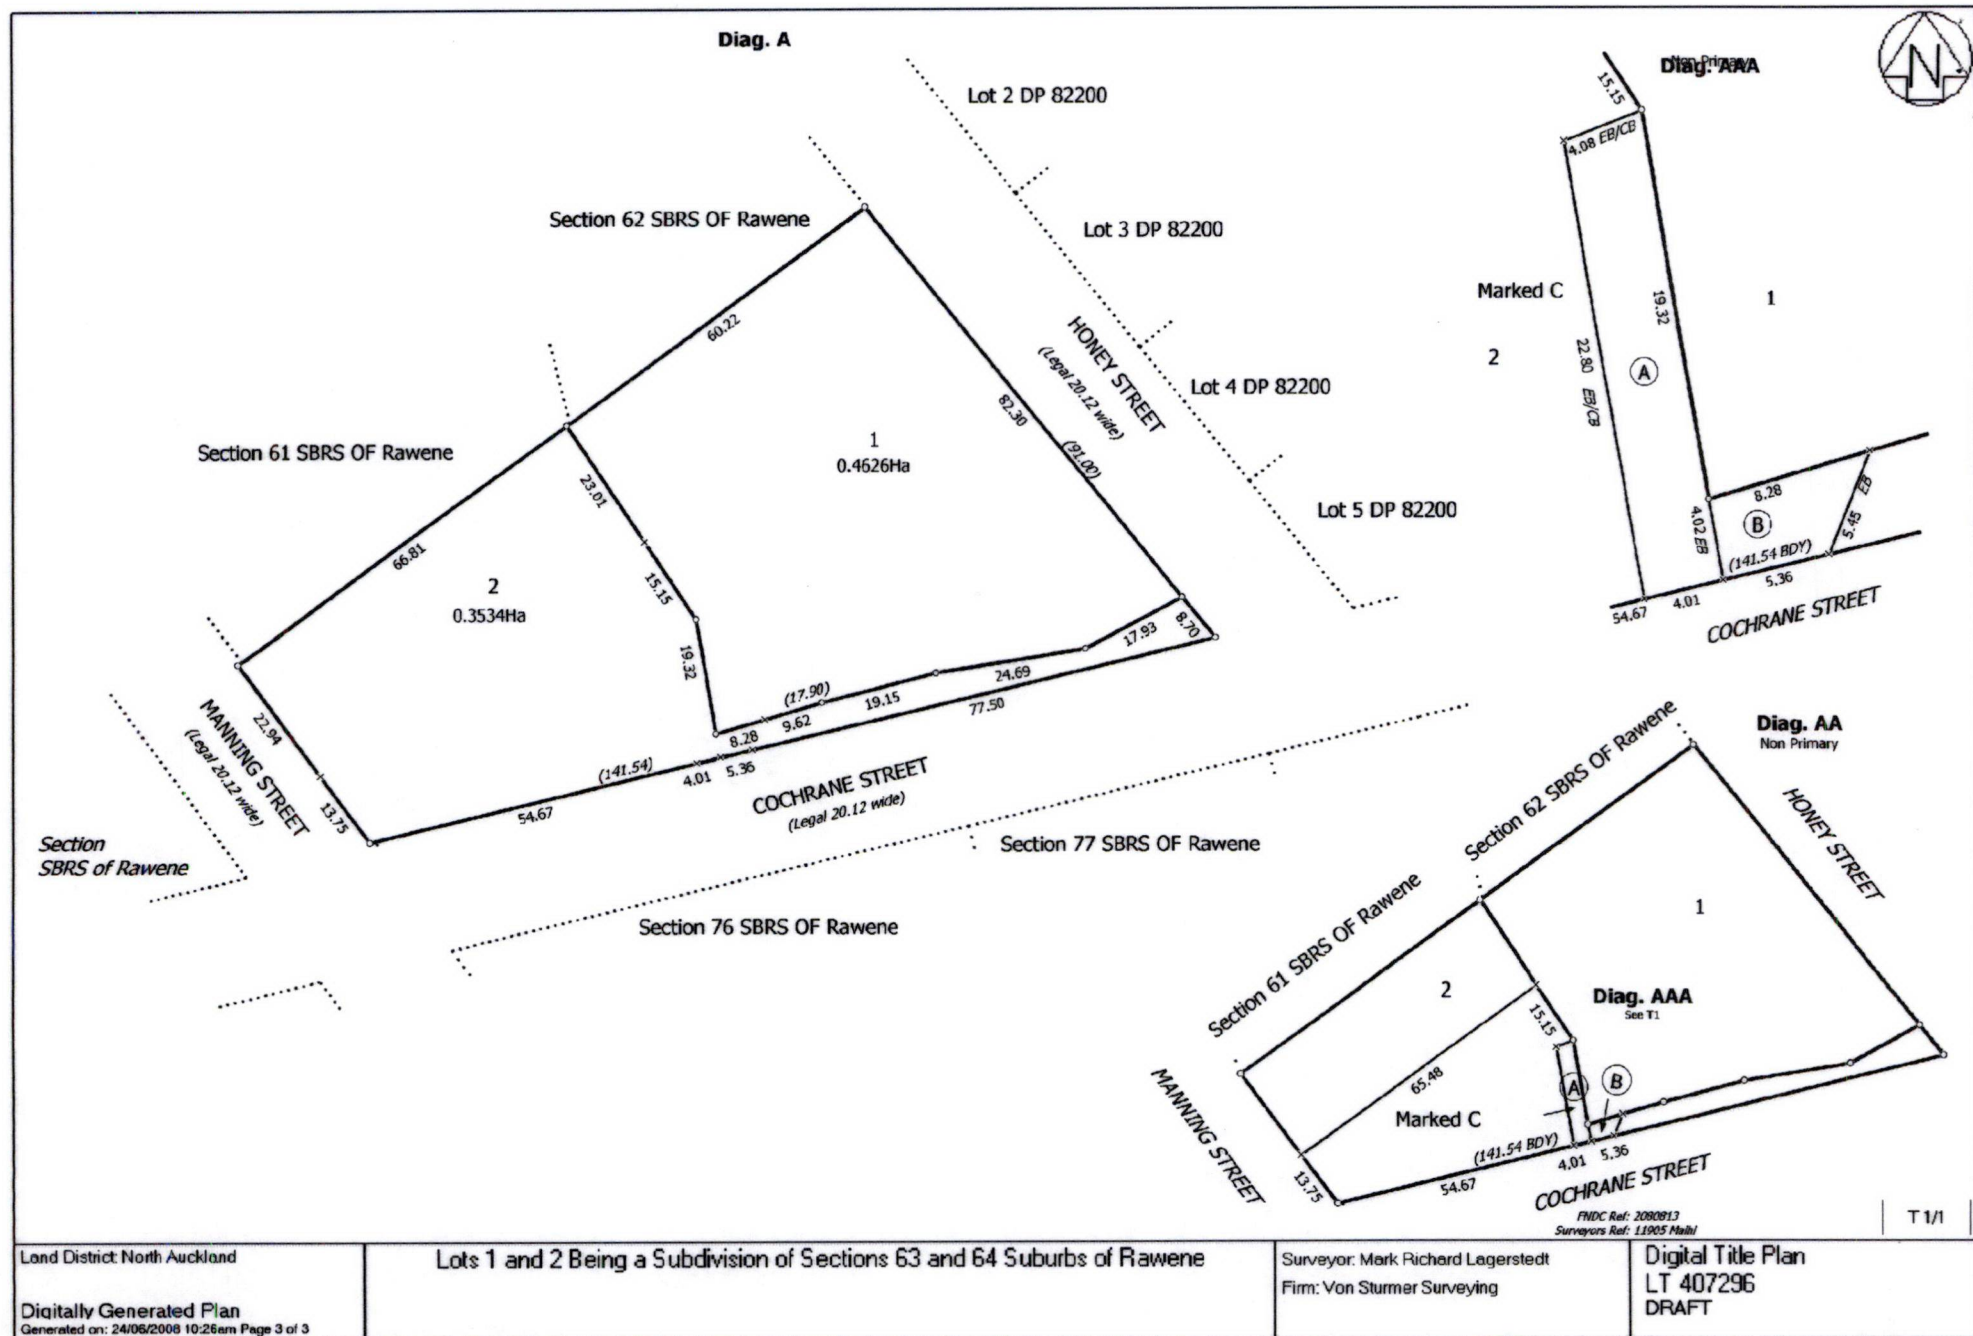 Diag. A
Lot 2 DP 82200
Section 62 SBRS OF Rawene
Lot 3 DP 82200
60.22
HONEY STREET
(Legal 20.12 wide)
Lot 4 DP 82200
82.30
(91.00)
1
0.4626Ha
Section 61 SBRS OF Rawene
23.01
Lot 5 DP 82200
66.81
2
0.3534Ha
15.15
19.32
17.93
8.70
(17.90)
24.69
19.15
9.62
8.28
77.50
22.94
MANNING STREET
(Legal 20.12 wide)
13.75
(141.54)
4.01
5.36
54.67
COCHRANE STREET
(Legal 20.12 wide)
Section
SBRS of Rawene
Section 77 SBRS OF Rawene
Section 76 SBRS OF Rawene
Diag. AAA
Non Primary
N
15.15
4.08 EB/CB
Marked C
19.32
1
2
22.80 EB/CB
A
8.28
EB
5.45
4.02 EB
B
(141.54 BDY)
5.36
4.01
54.67
COCHRANE STREET
Diag. AA
Non Primary
Section 62 SBRS OF Rawene
HONEY STREET
Section 61 SBRS OF Rawene
1
2
Diag. AAA
See T1
15.15
65.48
A
B
Marked C
MANNING STREET
(141.54 BDY)
4.01
5.36
13.75
54.67
COCHRANE STREET
FNDC Ref: 2080813
Surveyors Ref: 11905 Maihi
T 1/1
Land District: North Auckland
Digitally Generated Plan
Generated on: 24/06/2008 10:26am Page 3 of 3
Lots 1 and 2 Being a Subdivision of Sections 63 and 64 Suburbs of Rawene
Surveyor: Mark Richard Lagerstedt
Firm: Von Sturmer Surveying
Digital Title Plan
LT 407296
DRAFT